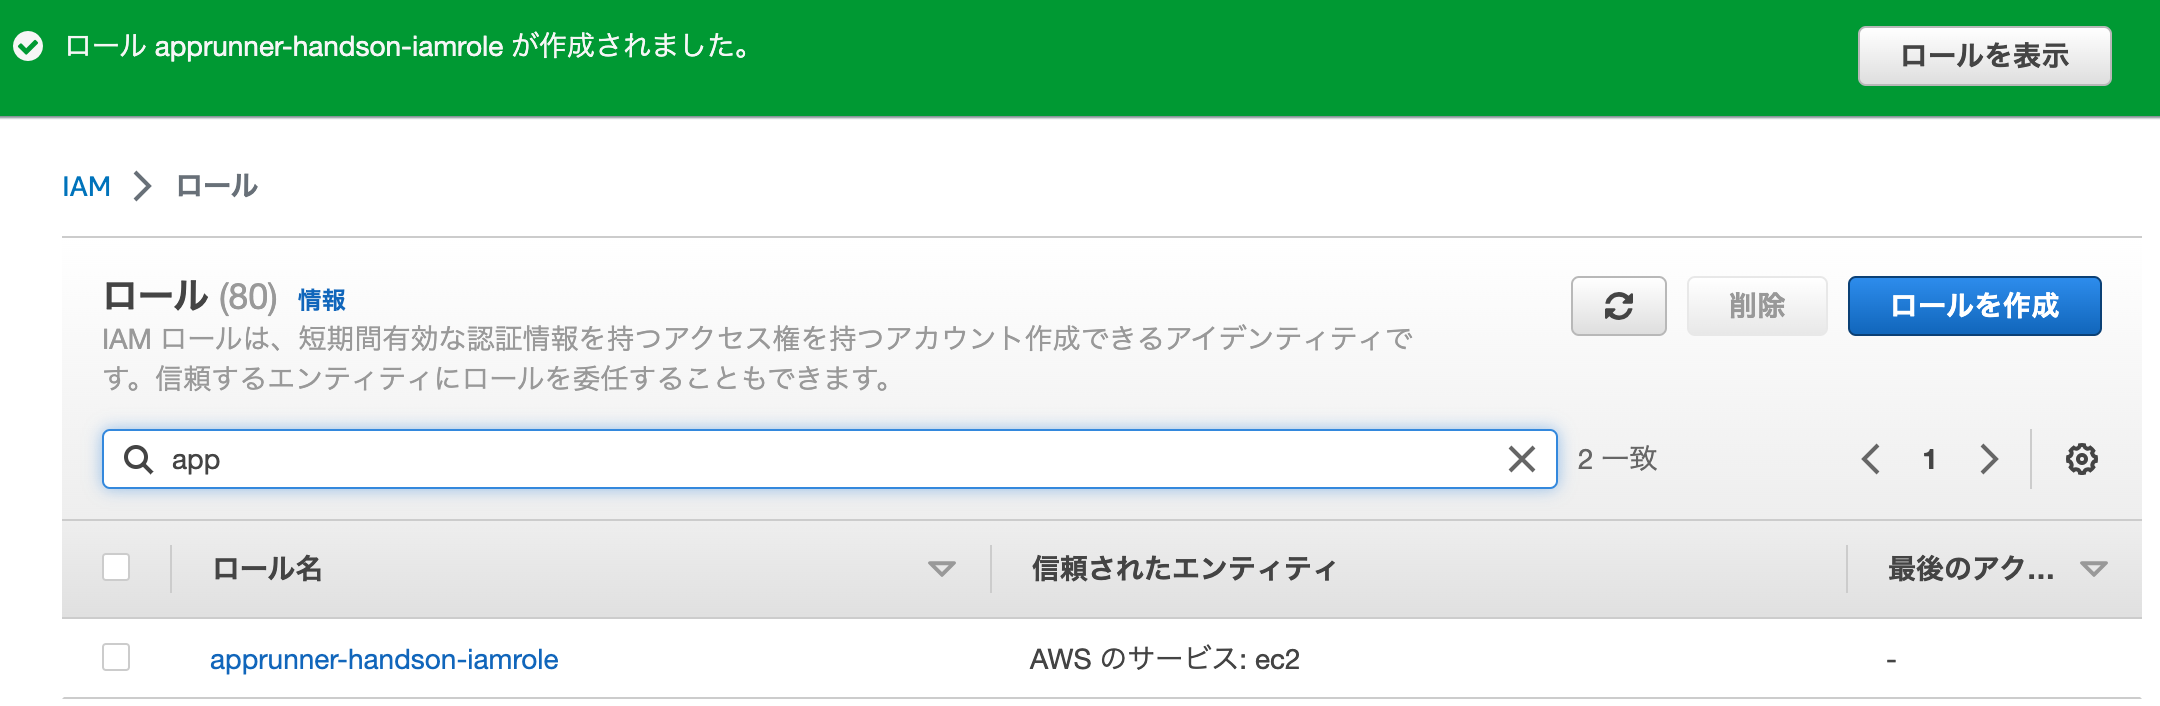 ロール apprunner-handson-iamrole が作成されました。
ロールを表示
IAM ロール
ロール (80) 情報
IAM ロールは、短期間有効な認証情報を持つアクセス権を持つアカウント作成できるアイデンティティで
す。信頼するエンティティにロールを委任することもできます。
削除
ロールを作成
app
2 一致
1
ロール名 信頼されたエンティティ 最後のアク...
apprunner-handson-iamrole AWS のサービス: ec2 -